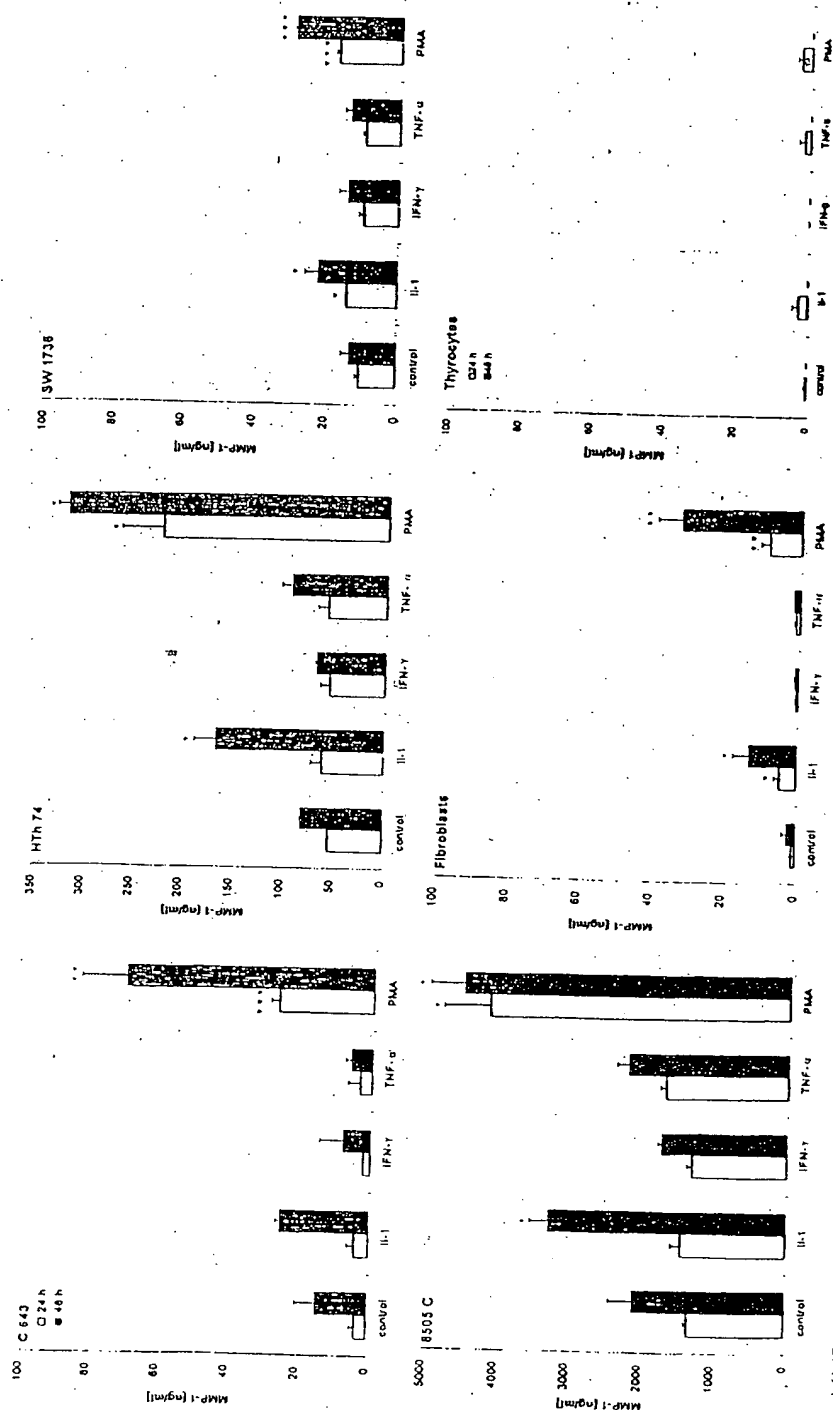 C 643
□ 24 h
■ 48 h
100
80
60
40
20
0
MMP-1 [ng/ml]
control
Il-1
IFN-γ
TNF-α
PMA
HTh 74
350
300
250
200
150
100
50
0
MMP-1 [ng/ml]
control
Il-1
IFN-γ
TNF-α
PMA
SW 1736
100
80
60
40
20
0
MMP-1 [ng/ml]
control
Il-1
IFN-γ
TNF-α
PMA
8505 C
5000
4000
3000
2000
1000
0
MMP-1 [ng/ml]
control
Il-1
IFN-γ
TNF-α
PMA
Fibroblasts
100
80
60
40
20
0
MMP-1 [ng/ml]
control
Il-1
IFN-γ
TNF-α
PMA
Thyrocytes
□ 24 h
■ 48 h
100
80
60
40
20
0
MMP1 [ng/ml]
control
Il-1
PMA